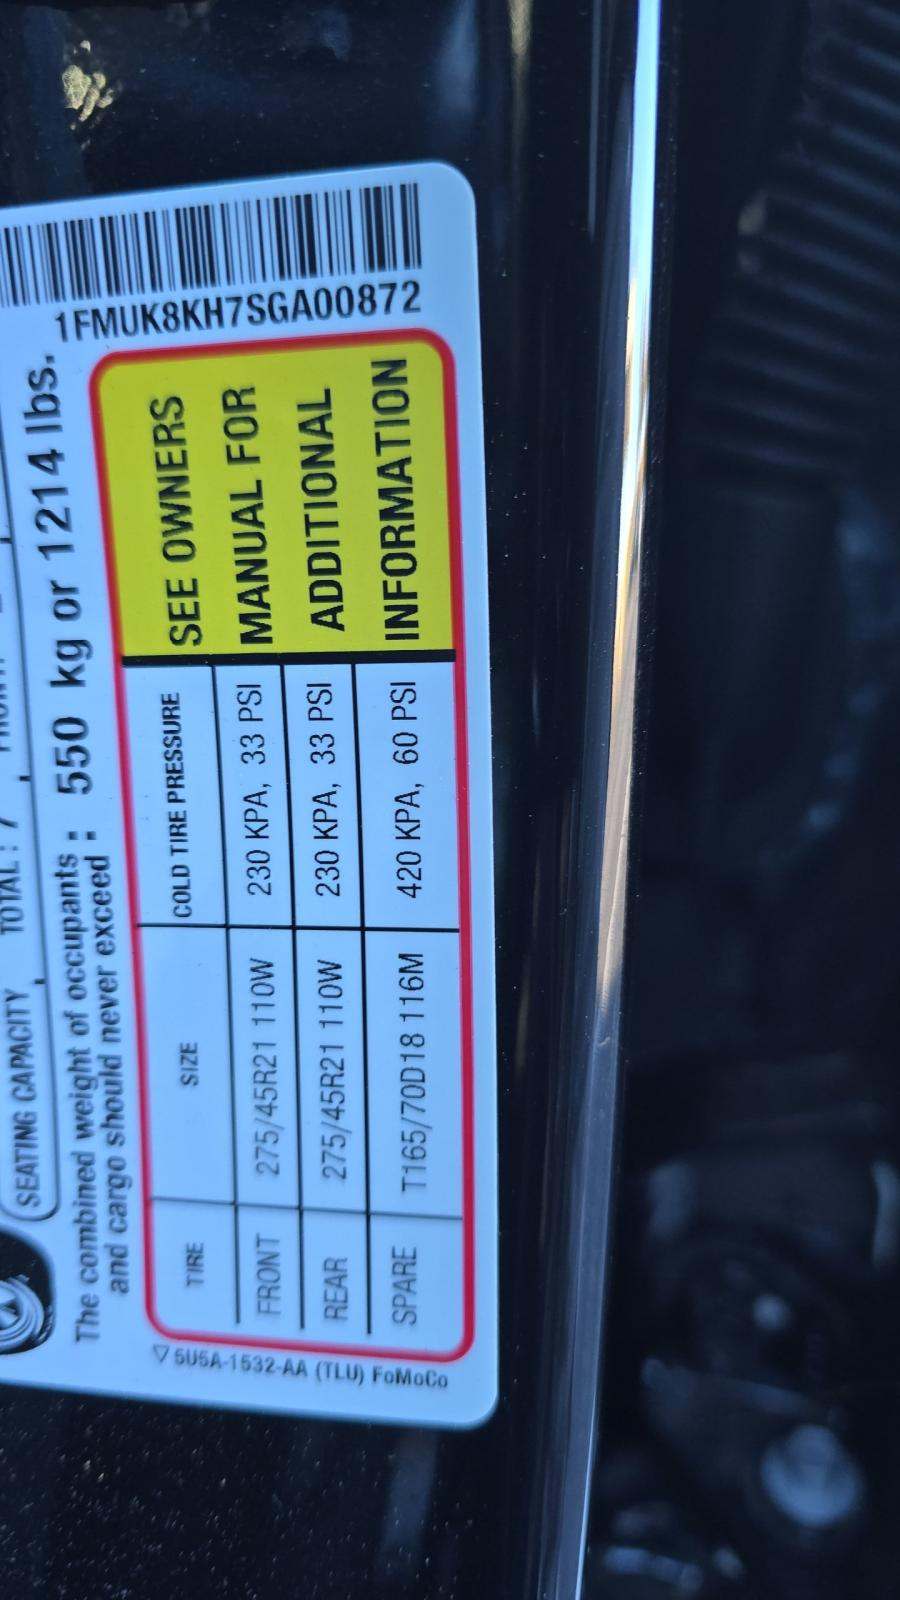 SEATING CAPACITY TOTAL : 7
The combined weight of occupants
and cargo should never exceed : 550 kg or 1214 lbs.
1FMUK8KH7SGA00872
TIRE SIZE COLD TIRE PRESSURE
FRONT 275/45R21 110W 230 KPA, 33 PSI
REAR 275/45R21 110W 230 KPA, 33 PSI
SPARE T165/70D18 116M 420 KPA, 60 PSI
SEE OWNERS
MANUAL FOR
ADDITIONAL
INFORMATION
5U5A-1532-AA (TLU) FoMoCo